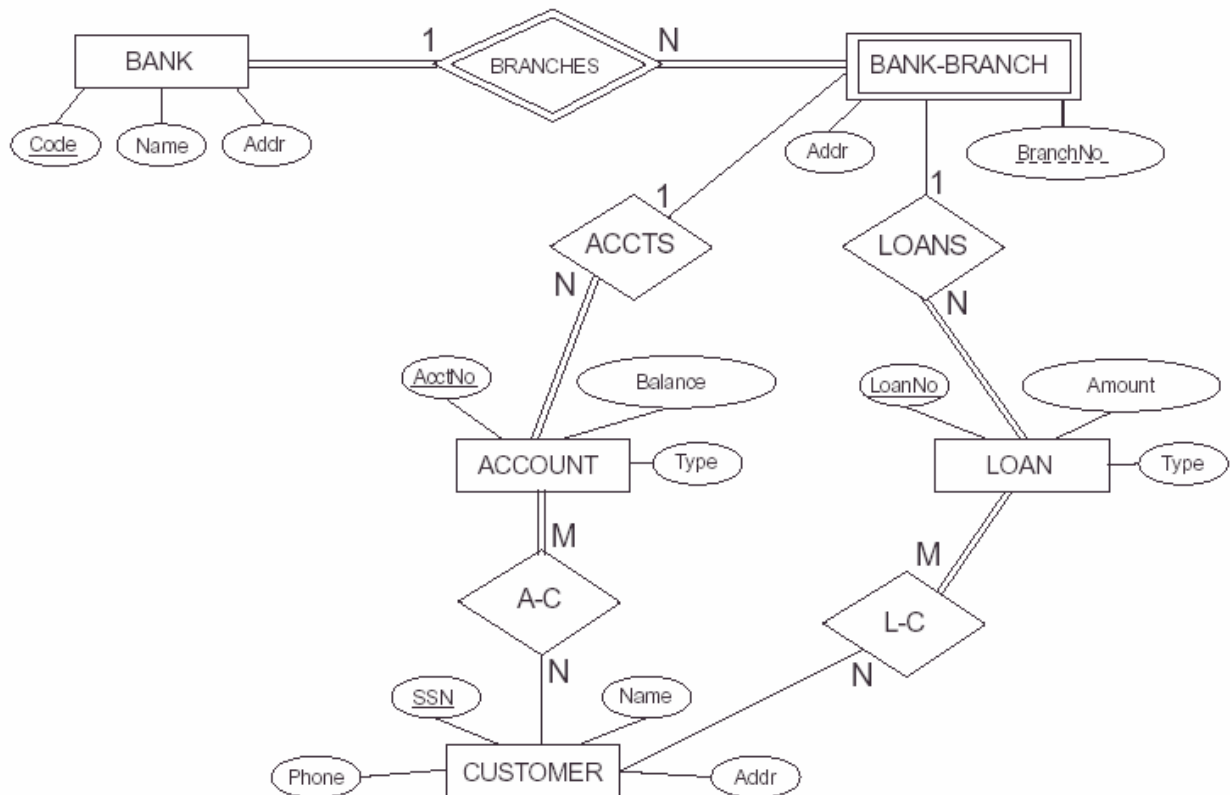 1
N
BANK
BRANCHES
BANK-BRANCH
Code
Name
Addr
Addr
BranchNo
1
1
ACCTS
LOANS
N
N
AcctNo
Balance
LoanNo
Amount
ACCOUNT
Type
LOAN
Type
M
M
A-C
L-C
N
N
SSN
Name
Phone
CUSTOMER
Addr